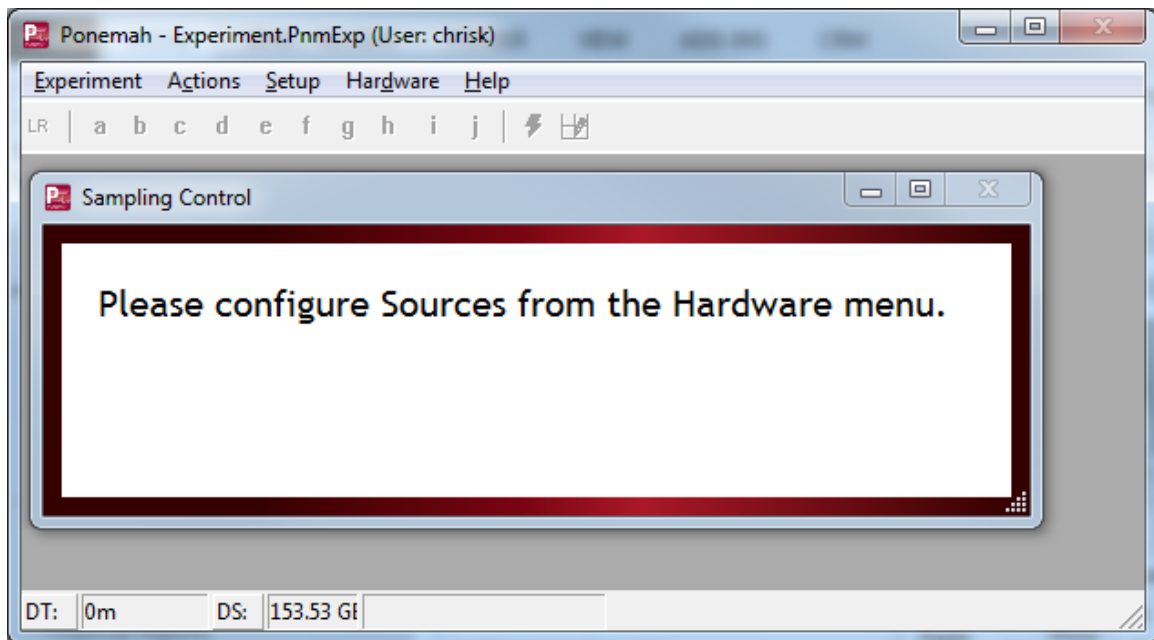 Ponemah - Experiment.PnmExp (User: chrisk)
Experiment Actions Setup Hardware Help
LR a b c d e f g h i j
Sampling Control
Please configure Sources from the Hardware menu.
DT: 0m DS: 153.53 GB